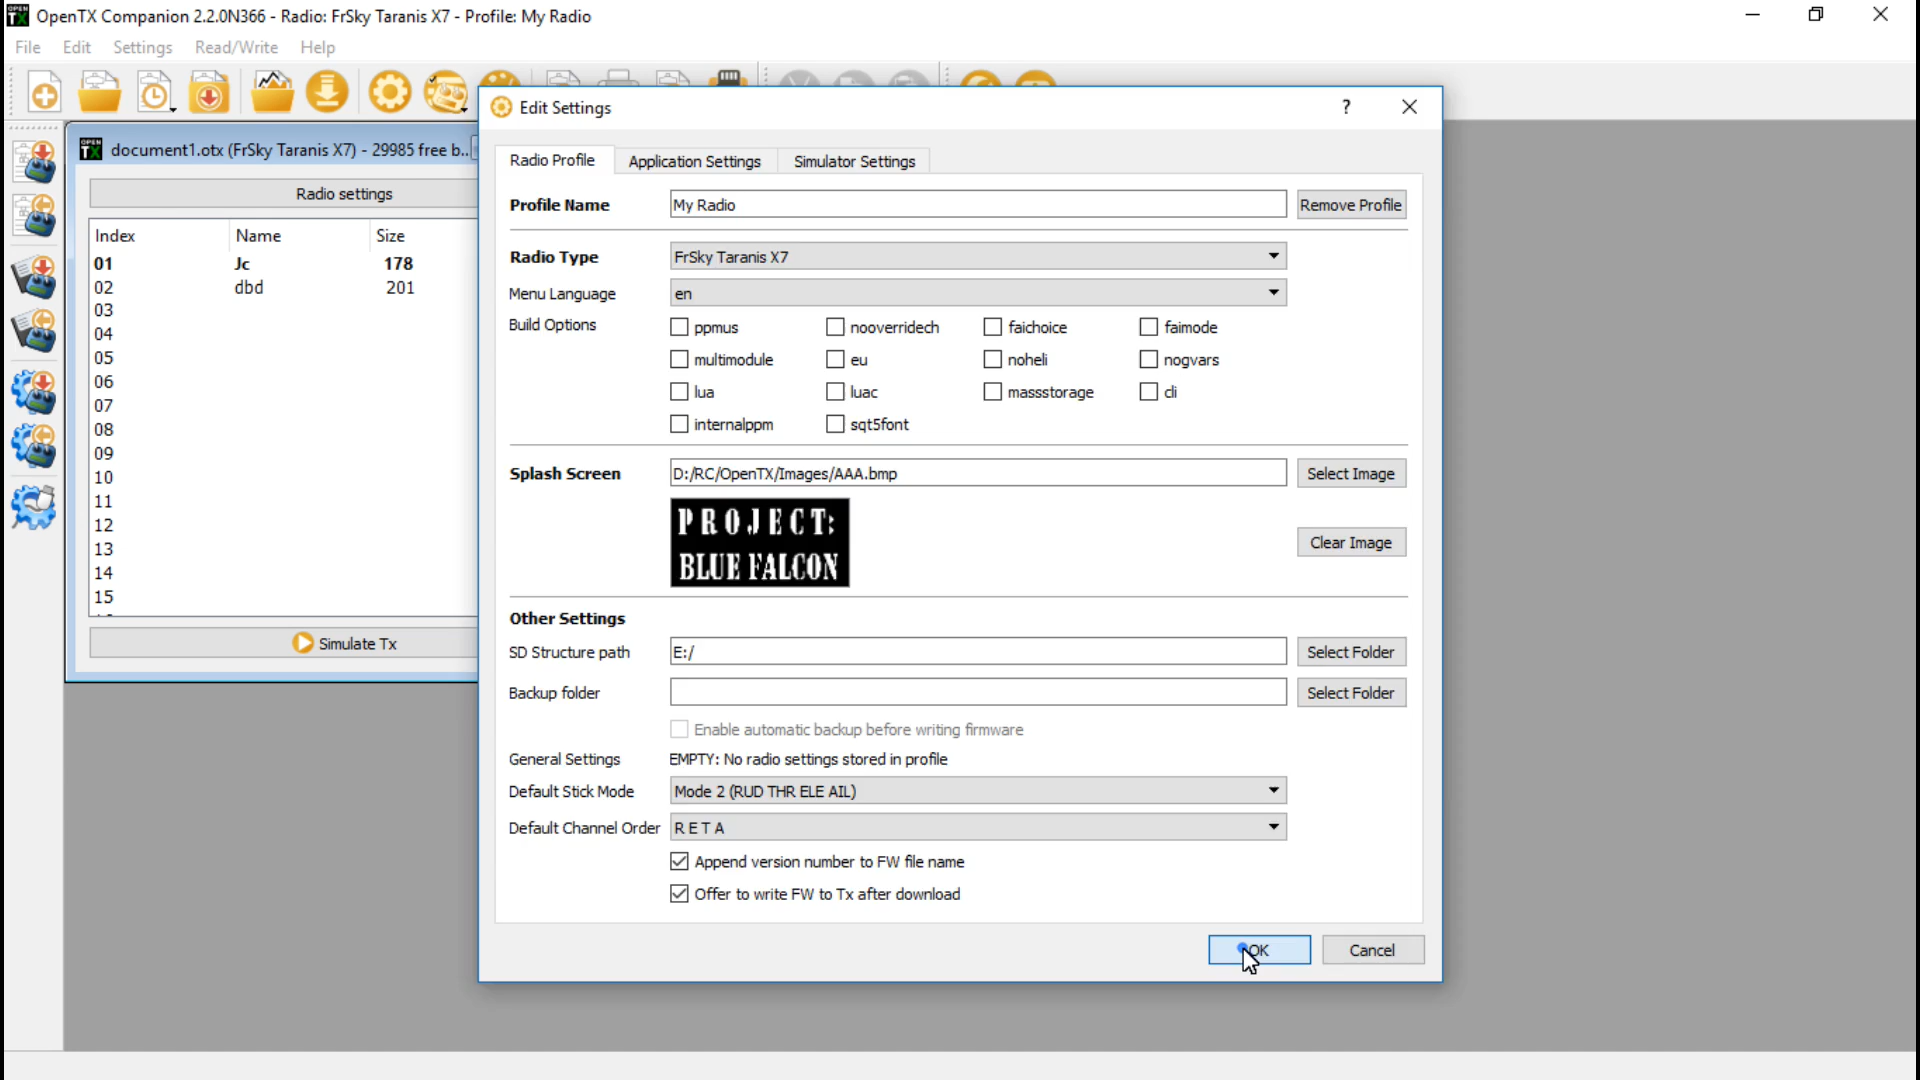 OpenTX Companion 2.2.0N366 - Radio: FrSky Taranis X7 - Profile: My Radio
File Edit Settings Read/Write Help
document1.otx (FrSky Taranis X7) - 29985 free b...
Radio settings
Index Name Size
01 Jc 178
02 dbd 201
03
04
05
06
07
08
09
10
11
12
13
14
15
Simulate Tx
Edit Settings
Radio Profile Application Settings Simulator Settings
Profile Name My Radio Remove Profile
Radio Type FrSky Taranis X7
Menu Language en
Build Options ppmus nooverridech faichoice faimode
multimodule eu noheli nogvars
lua luac massstorage cli
internalppm sqt5font
Splash Screen D:/RC/OpenTX/Images/AAA.bmp Select Image
PROJECT:
BLUE FALCON
Clear Image
Other Settings
SD Structure path E:/ Select Folder
Backup folder Select Folder
Enable automatic backup before writing firmware
General Settings EMPTY: No radio settings stored in profile
Default Stick Mode Mode 2 (RUD THR ELE AIL)
Default Channel Order R E T A
Append version number to FW file name
Offer to write FW to Tx after download
OK Cancel